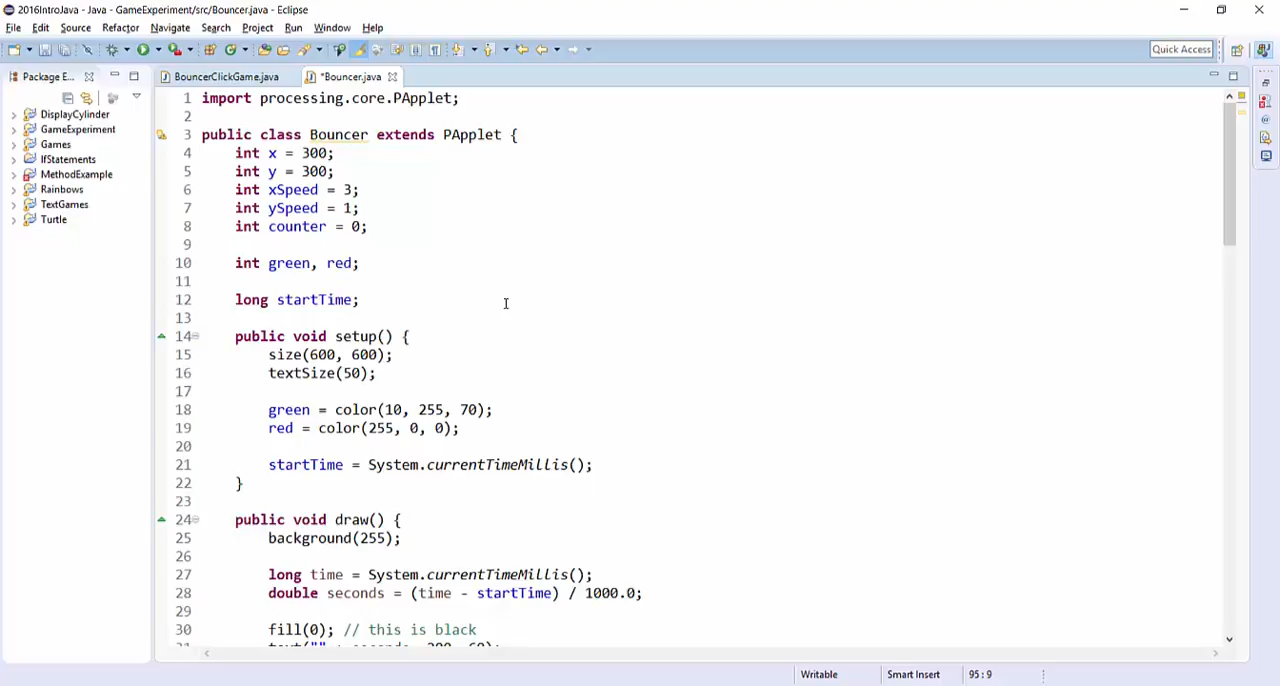 2016IntroJava - Java - GameExperiment/src/Bouncer.java - Eclipse
File Edit Source Refactor Navigate Search Project Run Window Help
Quick Access
Package E...
BouncerClickGame.java
*Bouncer.java
DisplayCylinder
GameExperiment
Games
IfStatements
MethodExample
Rainbows
TextGames
Turtle
1 import processing.core.PApplet;
2
3 public class Bouncer extends PApplet {
4 int x = 300;
5 int y = 300;
6 int xSpeed = 3;
7 int ySpeed = 1;
8 int counter = 0;
9
10 int green, red;
11
12 long startTime;
13
14 public void setup() {
15 size(600, 600);
16 textSize(50);
17
18 green = color(10, 255, 70);
19 red = color(255, 0, 0);
20
21 startTime = System.currentTimeMillis();
22 }
23
24 public void draw() {
25 background(255);
26
27 long time = System.currentTimeMillis();
28 double seconds = (time - startTime) / 1000.0;
29
30 fill(0); // this is black
Writable Smart Insert 95 : 9